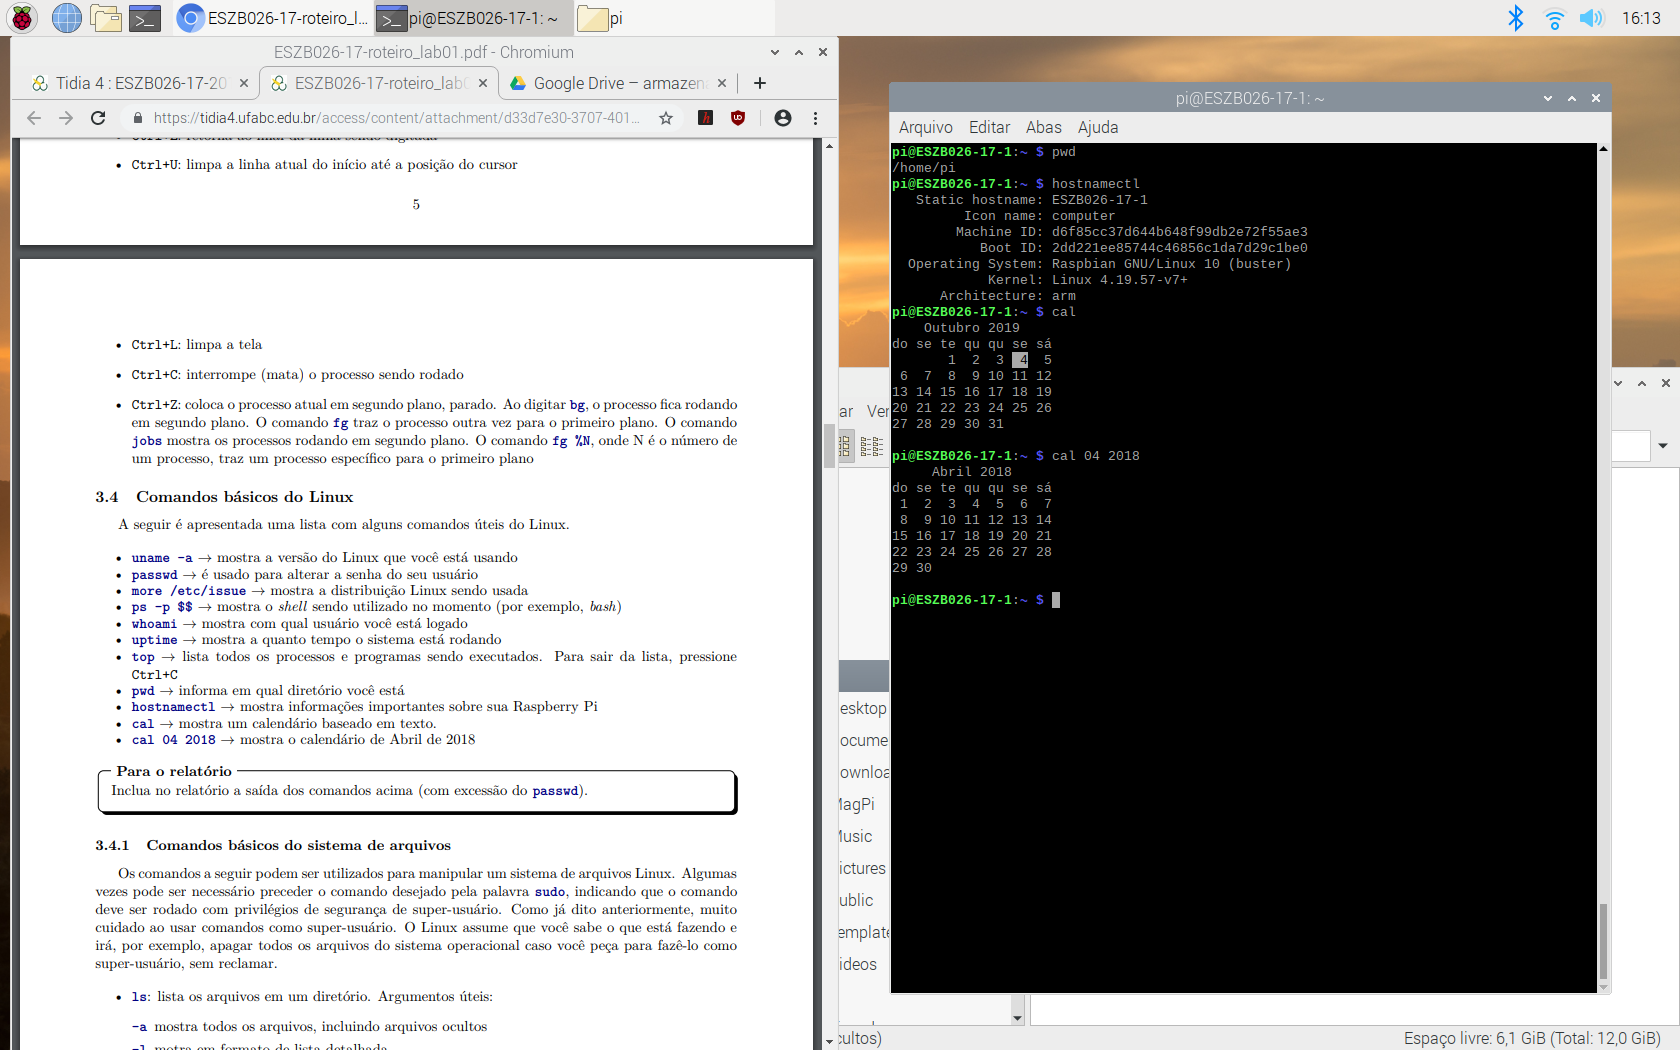 ESZB026-17-roteiro_l...
pi@ESZB026-17-1: ~
pi
16:13
ESZB026-17-roteiro_lab01.pdf - Chromium
Tidia 4 : ESZB026-17-20
ESZB026-17-roteiro_lab0
Google Drive – armazena
https://tidia4.ufabc.edu.br/access/content/attachment/d33d7e30-3707-401...
• Ctrl+U: limpa a linha atual do início até a posição do cursor
5
• Ctrl+L: limpa a tela
• Ctrl+C: interrompe (mata) o processo sendo rodado
• Ctrl+Z: coloca o processo atual em segundo plano, parado. Ao digitar bg, o processo fica rodando
em segundo plano. O comando fg traz o processo outra vez para o primeiro plano. O comando
jobs mostra os processos rodando em segundo plano. O comando fg %N, onde N é o número de
um processo, traz um processo específico para o primeiro plano
3.4 Comandos básicos do Linux
A seguir é apresentada uma lista com alguns comandos úteis do Linux.
• uname -a → mostra a versão do Linux que você está usando
• passwd → é usado para alterar a senha do seu usuário
• more /etc/issue → mostra a distribuição Linux sendo usada
• ps -p $$ → mostra o shell sendo utilizado no momento (por exemplo, bash)
• whoami → mostra com qual usuário você está logado
• uptime → mostra a quanto tempo o sistema está rodando
• top → lista todos os processos e programas sendo executados. Para sair da lista, pressione
Ctrl+C
• pwd → informa em qual diretório você está
• hostnamectl → mostra informações importantes sobre sua Raspberry Pi
• cal → mostra um calendário baseado em texto.
• cal 04 2018 → mostra o calendário de Abril de 2018
Para o relatório
Inclua no relatório a saída dos comandos acima (com excessão do passwd).
3.4.1 Comandos básicos do sistema de arquivos
Os comandos a seguir podem ser utilizados para manipular um sistema de arquivos Linux. Algumas
vezes pode ser necessário preceder o comando desejado pela palavra sudo, indicando que o comando
deve ser rodado com privilégios de segurança de super-usuário. Como já dito anteriormente, muito
cuidado ao usar comandos como super-usuário. O Linux assume que você sabe o que está fazendo e
irá, por exemplo, apagar todos os arquivos do sistema operacional caso você peça para fazê-lo como
super-usuário, sem reclamar.
• ls: lista os arquivos em um diretório. Argumentos úteis:
-a mostra todos os arquivos, incluindo arquivos ocultos
-l motra em formato de lista detalhada
pi@ESZB026-17-1: ~
Arquivo Editar Abas Ajuda
pi@ESZB026-17-1:~ $ pwd
/home/pi
pi@ESZB026-17-1:~ $ hostnamectl
Static hostname: ESZB026-17-1
Icon name: computer
Machine ID: d6f85cc37d644b648f99db2e72f55ae3
Boot ID: 2dd221ee85744c46856c1da7d29c1be0
Operating System: Raspbian GNU/Linux 10 (buster)
Kernel: Linux 4.19.57-v7+
Architecture: arm
pi@ESZB026-17-1:~ $ cal
Outubro 2019
do se te qu qu se sá
1 2 3 4 5
6 7 8 9 10 11 12
13 14 15 16 17 18 19
20 21 22 23 24 25 26
27 28 29 30 31
pi@ESZB026-17-1:~ $ cal 04 2018
Abril 2018
do se te qu qu se sá
1 2 3 4 5 6 7
8 9 10 11 12 13 14
15 16 17 18 19 20 21
22 23 24 25 26 27 28
29 30
pi@ESZB026-17-1:~ $
ar Ver
esktop
ocume
ownloa
MagPi
Music
ictures
ublic
emplate
ideos
cultos)
Espaço livre: 6,1 GiB (Total: 12,0 GiB)